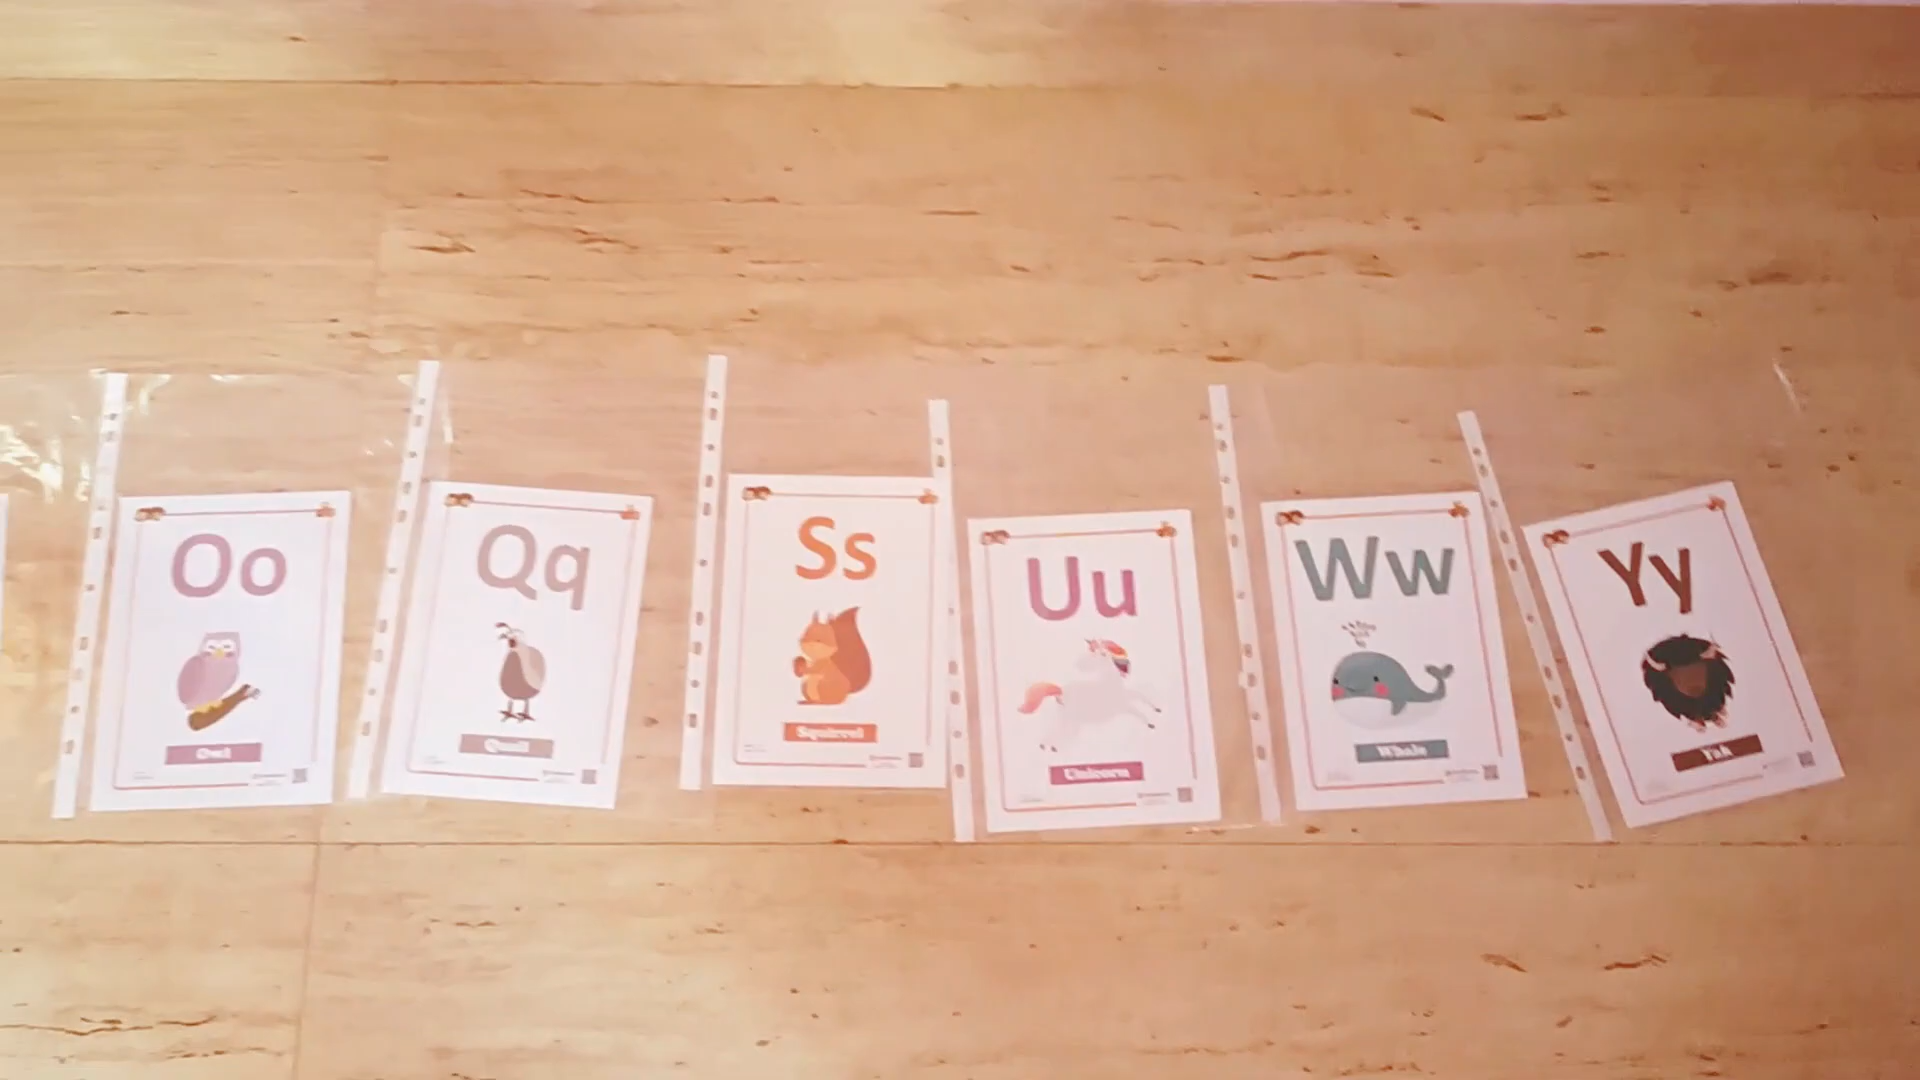 Oo
Owl
Qq
Quail
Ss
Squirrel
Uu
Unicorn
Ww
Whale
Yy
Yak